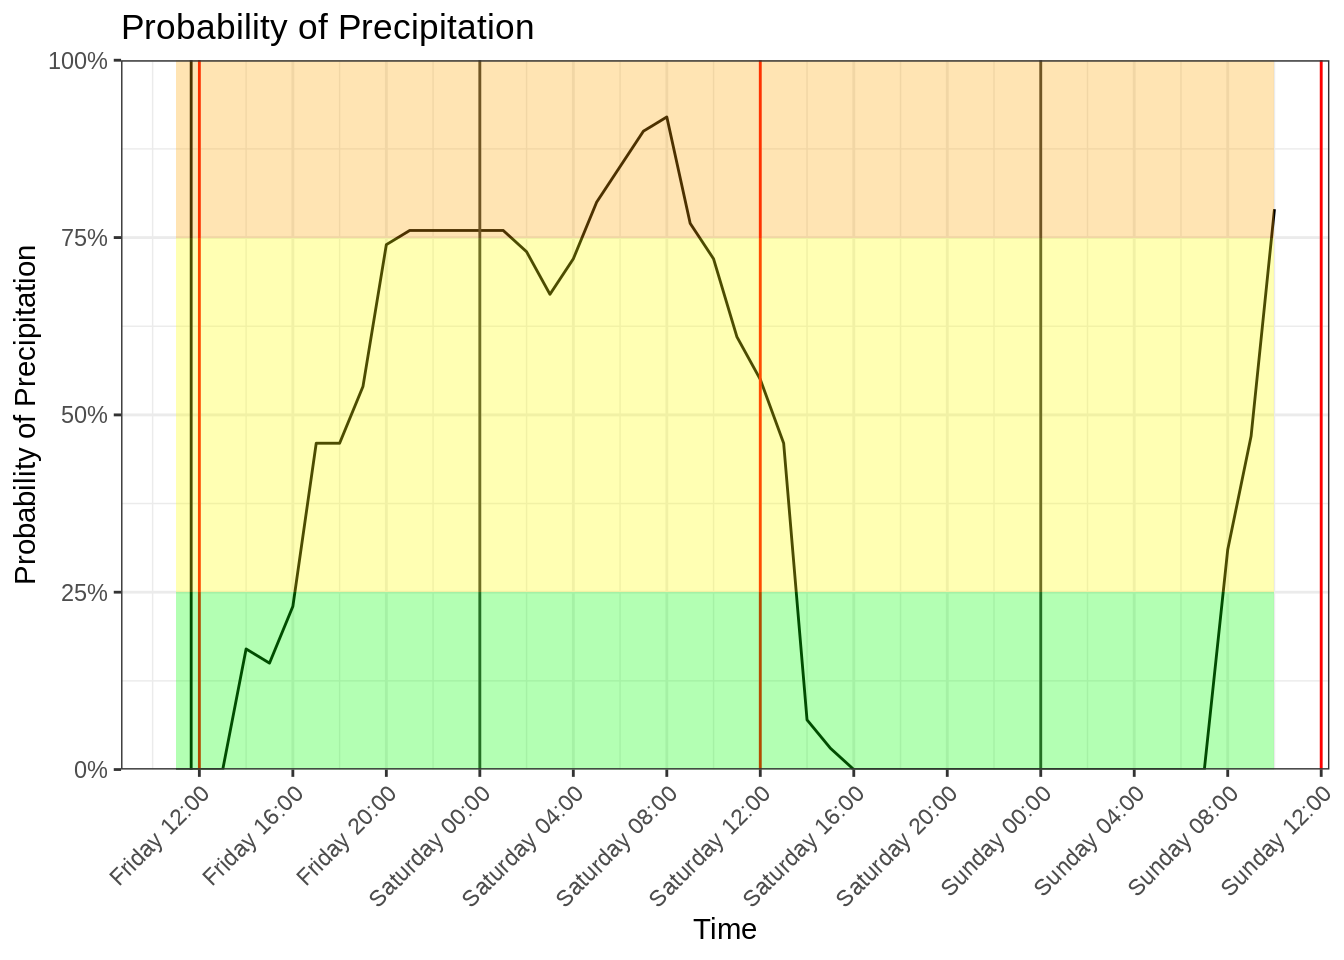 Probability of Precipitation
Probability of Precipitation
100%
75%
50%
25%
0%
Friday 12:00
Friday 16:00
Friday 20:00
Saturday 00:00
Saturday 04:00
Saturday 08:00
Saturday 12:00
Saturday 16:00
Saturday 20:00
Sunday 00:00
Sunday 04:00
Sunday 08:00
Sunday 12:00
Time